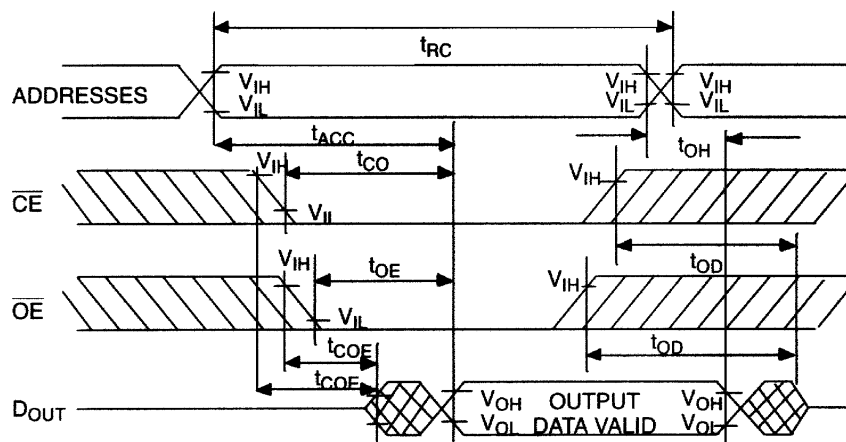 tRC
ADDRESSES
VIH
VIL
VIH
VIL
VIH
VIL
tACC
tOH
tCO
CE
VIH
VIL
VIH
tOD
OE
VIH
VIL
tOE
VIH
tOD
tCOE
tCOE
DOUT
VOH
VOL
OUTPUT
DATA VALID
VOH
VOL